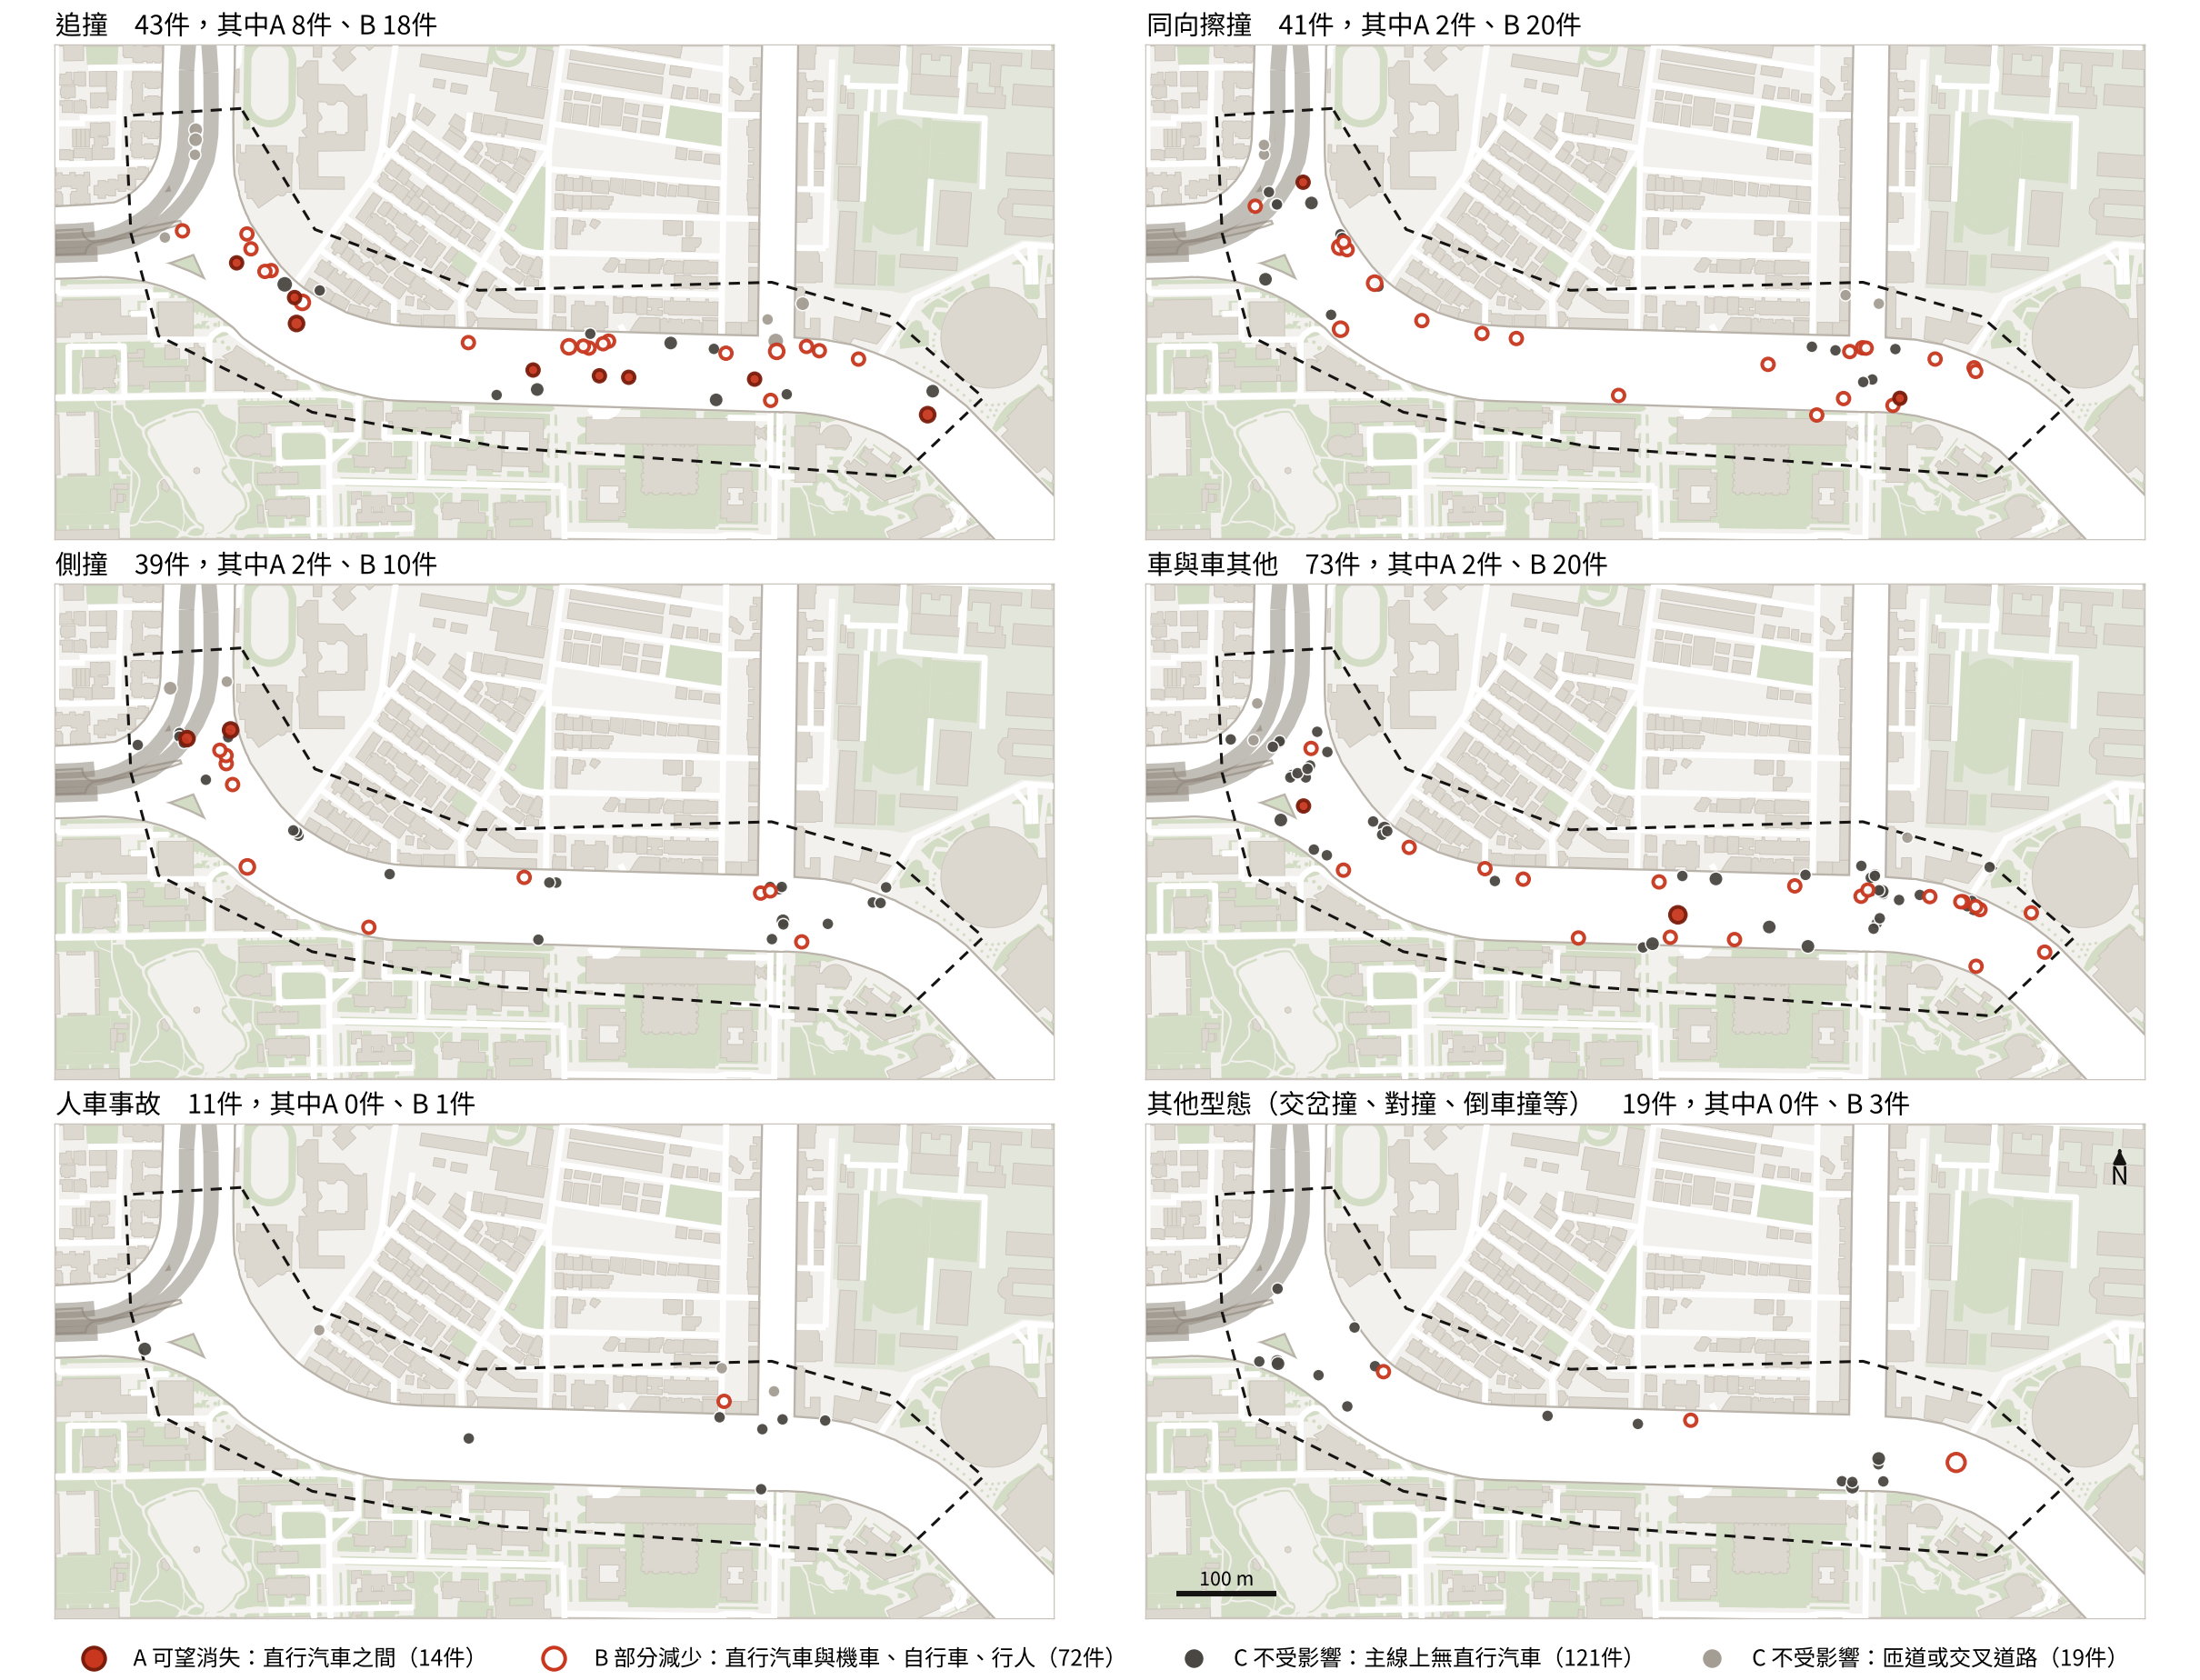 追撞 43件，其中A 8件、B 18件
同向擦撞 41件，其中A 2件、B 20件
側撞 39件，其中A 2件、B 10件
車與車其他 73件，其中A 2件、B 20件
人車事故 11件，其中A 0件、B 1件
其他型態（交岔撞、對撞、倒車撞等） 19件，其中A 0件、B 3件
N
100 m
A 可望消失：直行汽車之間（14件）
B 部分減少：直行汽車與機車、自行車、行人（72件）
C 不受影響：主線上無直行汽車（121件）
C 不受影響：匝道或交叉道路（19件）